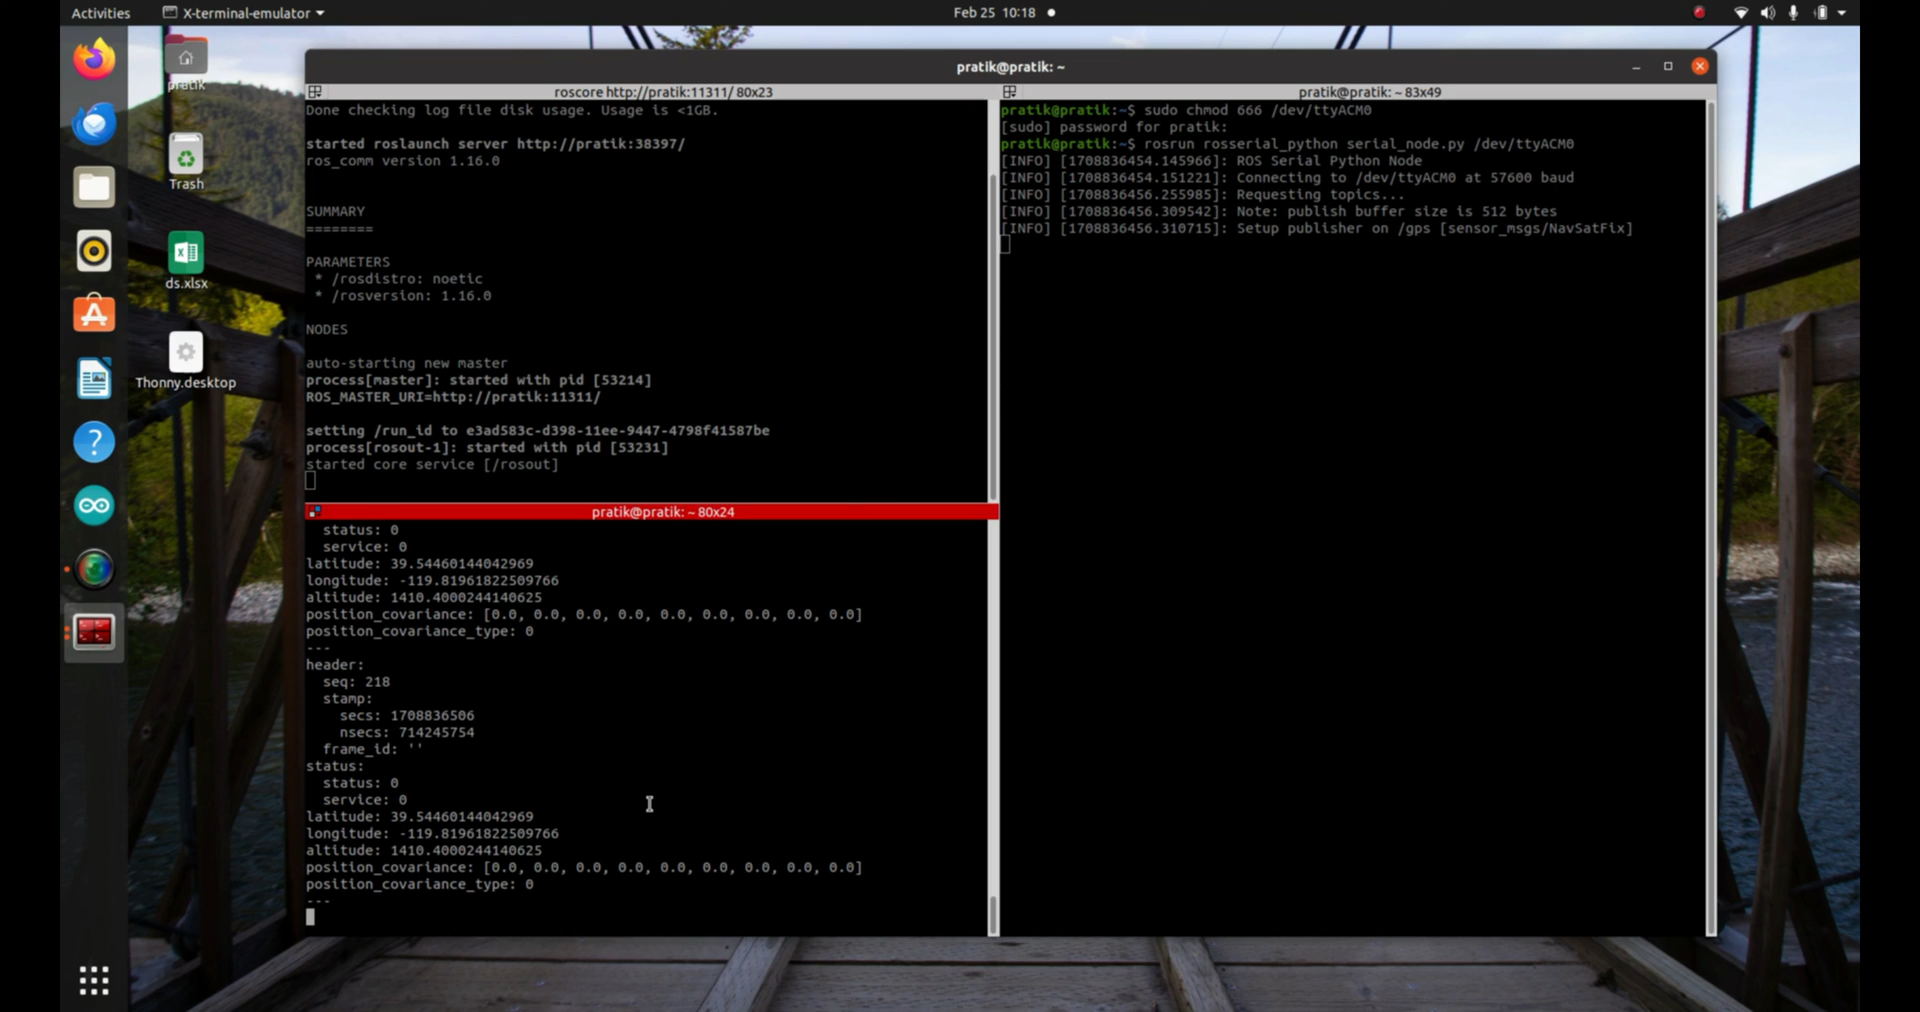 Activities
X-terminal-emulator
Feb 25 10:18
pratik
Trash
ds.xlsx
Thonny.desktop
pratik@pratik: ~
roscore http://pratik:11311/ 80x23
Done checking log file disk usage. Usage is <1GB.
started roslaunch server http://pratik:38397/
ros_comm version 1.16.0
SUMMARY
========
PARAMETERS
* /rosdistro: noetic
* /rosversion: 1.16.0
NODES
auto-starting new master
process[master]: started with pid [53214]
ROS_MASTER_URI=http://pratik:11311/
setting /run_id to e3ad583c-d398-11ee-9447-4798f41587be
process[rosout-1]: started with pid [53231]
started core service [/rosout]
pratik@pratik: ~ 80x24
status: 0
service: 0
latitude: 39.54460144042969
longitude: -119.81961822509766
altitude: 1410.4000244140625
position_covariance: [0.0, 0.0, 0.0, 0.0, 0.0, 0.0, 0.0, 0.0, 0.0]
position_covariance_type: 0
---
header:
seq: 218
stamp:
secs: 1708836506
nsecs: 714245754
frame_id: ''
status:
status: 0
service: 0
latitude: 39.54460144042969
longitude: -119.81961822509766
altitude: 1410.4000244140625
position_covariance: [0.0, 0.0, 0.0, 0.0, 0.0, 0.0, 0.0, 0.0, 0.0]
position_covariance_type: 0
---
pratik@pratik: ~ 83x49
pratik@pratik:~$ sudo chmod 666 /dev/ttyACM0
[sudo] password for pratik:
pratik@pratik:~$ rosrun rosserial_python serial_node.py /dev/ttyACM0
[INFO] [1708836454.145966]: ROS Serial Python Node
[INFO] [1708836454.151221]: Connecting to /dev/ttyACM0 at 57600 baud
[INFO] [1708836456.255985]: Requesting topics...
[INFO] [1708836456.309542]: Note: publish buffer size is 512 bytes
[INFO] [1708836456.310715]: Setup publisher on /gps [sensor_msgs/NavSatFix]